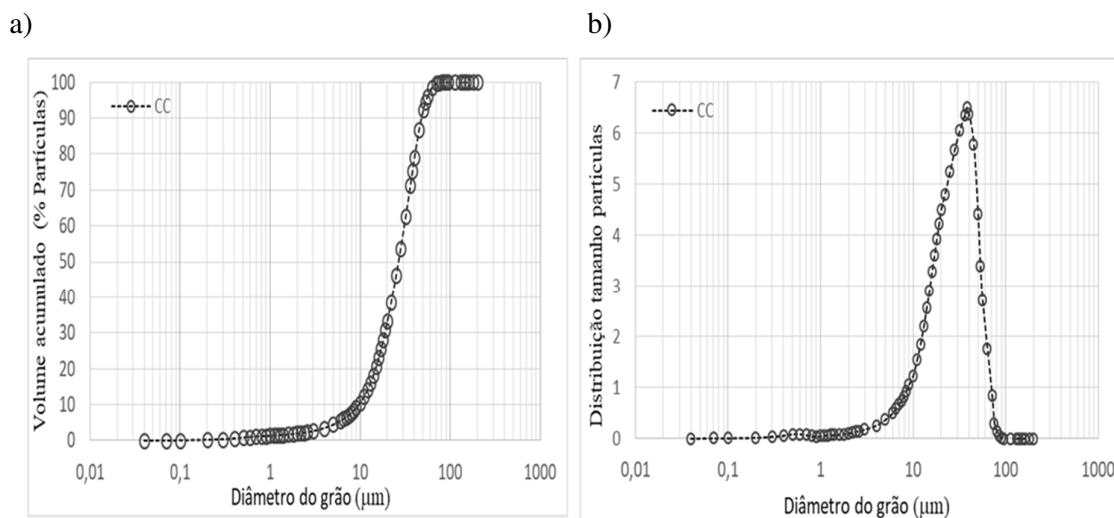 a)
b)
CC
100
90
80
70
60
50
40
30
20
10
0
Volume acumulado (% Partículas)
0,01 0,1 1 10 100 1000
Diâmetro do grão (μm)
CC
7
6
5
4
3
2
1
0
Distribuição tamanho particulas
0,01 0,1 1 10 100 1000
Diâmetro do grão (μm)